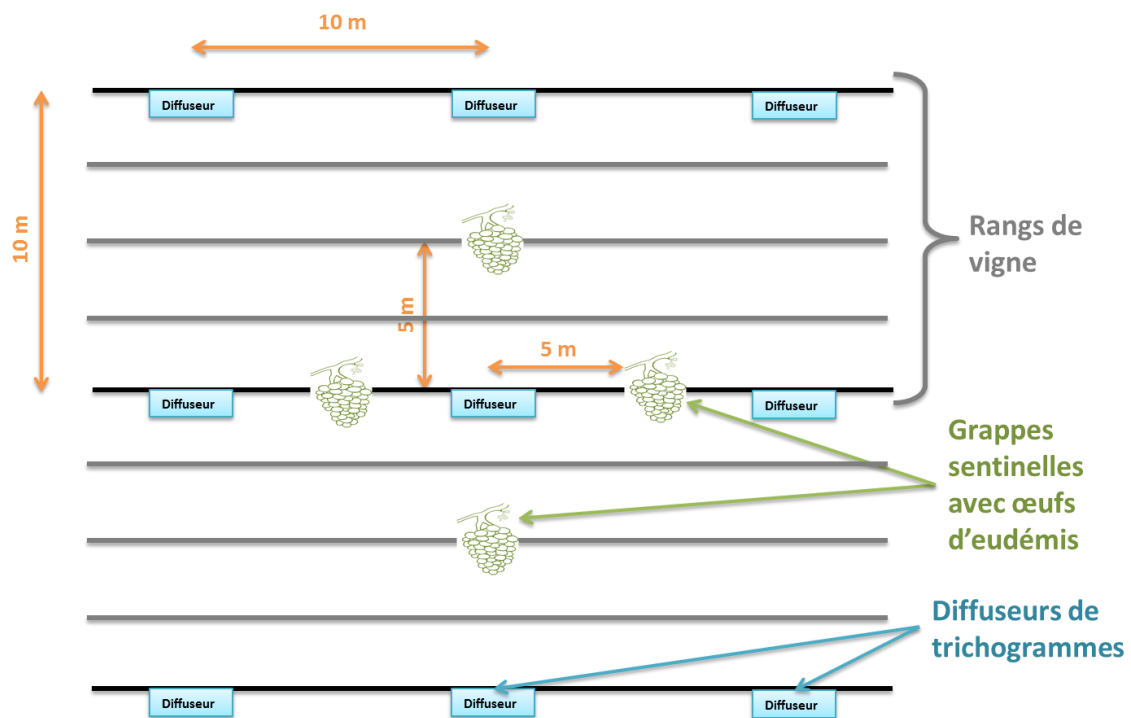 10 m
Diffuseur
Diffuseur
Diffuseur
10 m
Rangs de
vigne
5 m
5 m
Diffuseur
Diffuseur
Diffuseur
Grappes
sentinelles
avec œufs
d’eudémis
Diffuseurs de
trichogrammes
Diffuseur
Diffuseur
Diffuseur